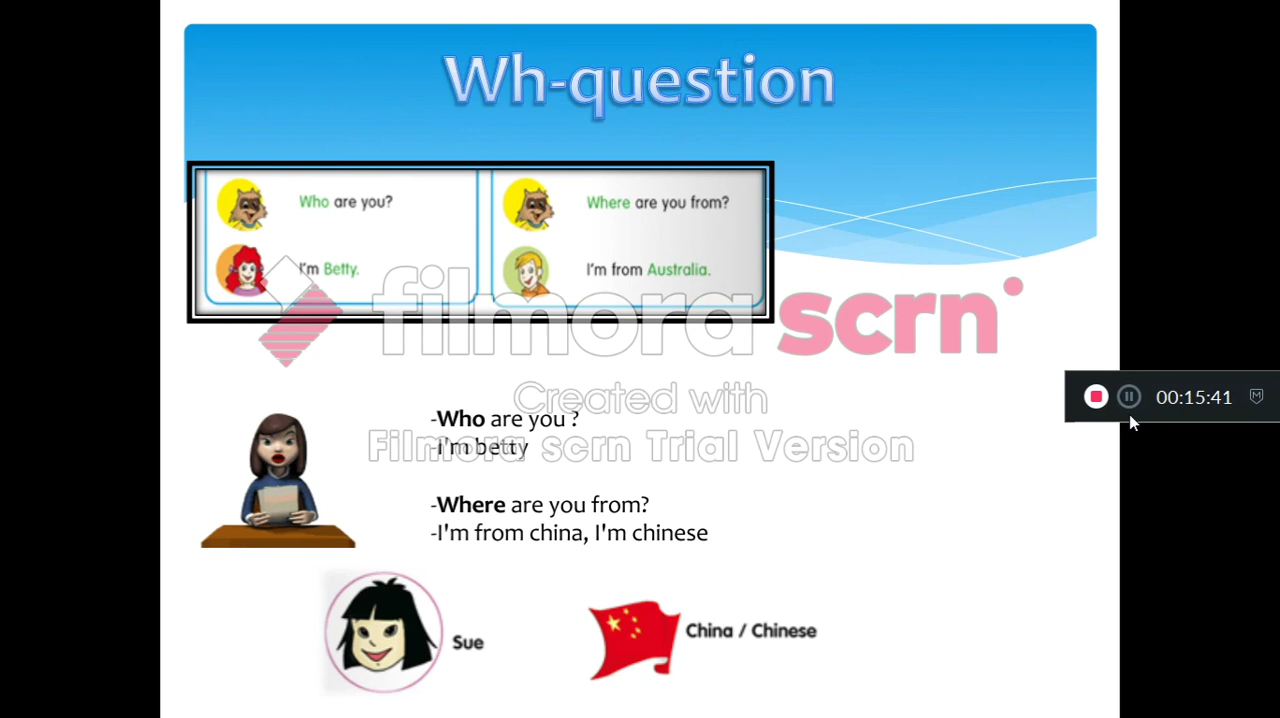 Wh-question
Who are you?
I'm Betty.
Where are you from?
I'm from Australia.
filmora scrn
Created with
Filmora scrn Trial Version
00:15:41
-Who are you ?
-I'm betty
-Where are you from?
-I'm from china, I'm chinese
Sue
China / Chinese